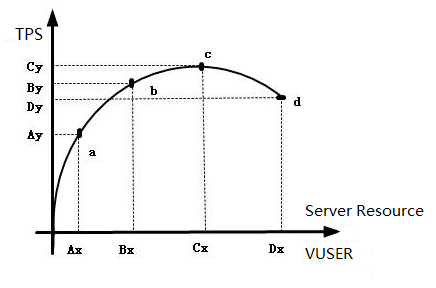 TPS
Cy
c
By
b
Dy
d
Ay
a
Server Resource
Ax Bx Cx Dx
VUSER